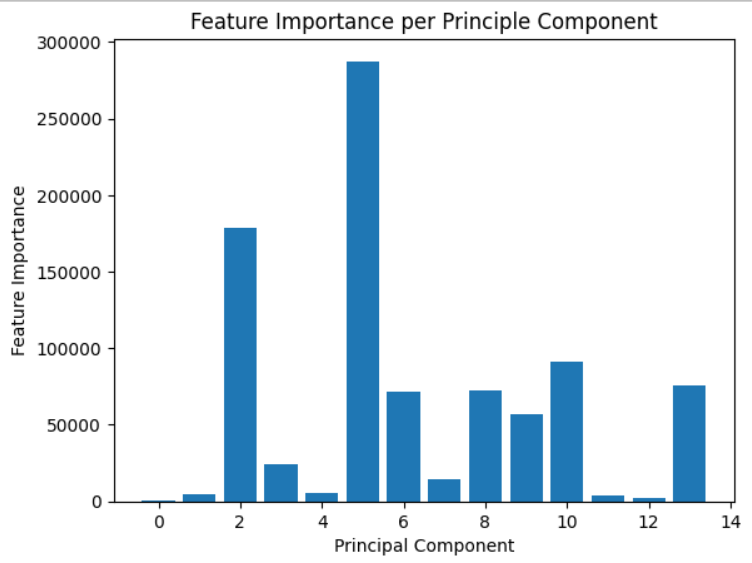 Feature Importance per Principle Component
300000
250000
200000
150000
100000
50000
0
Feature Importance
0 2 4 6 8 10 12 14
Principal Component